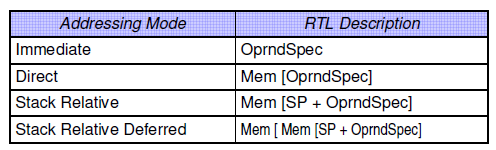 Addressing Mode RTL Description
Immediate OprndSpec
Direct Mem [OprndSpec]
Stack Relative Mem [SP + OprndSpec]
Stack Relative Deferred Mem [ Mem [SP + OprndSpec]